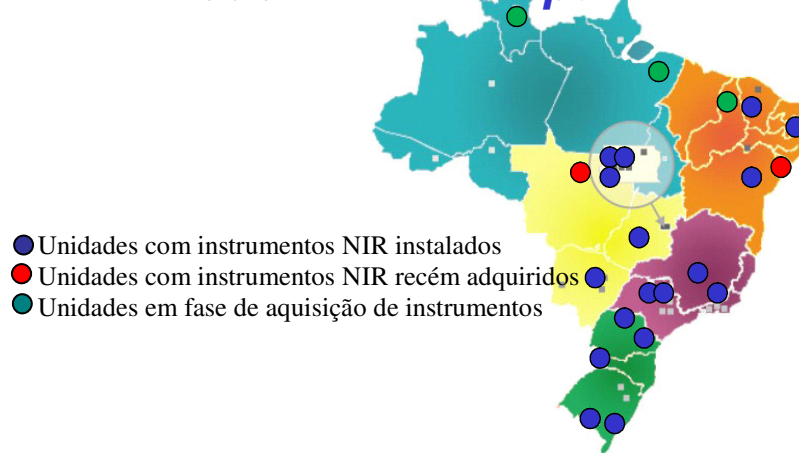 Unidades com instrumentos NIR instalados
Unidades com instrumentos NIR recém adquiridos
Unidades em fase de aquisição de instrumentos